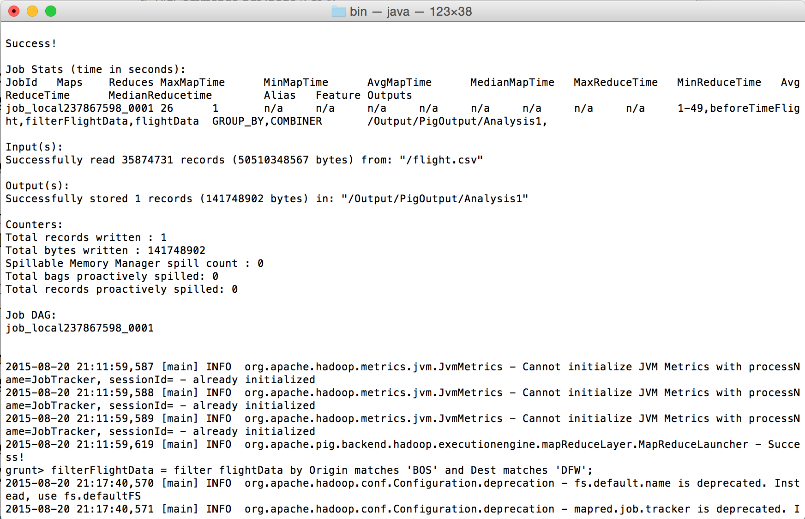 bin — java — 123×38
Success!
Job Stats (time in seconds):
JobId   Maps    Reduces MaxMapTime      MinMapTime      AvgMapTime      MedianMapTime   MaxReduceTime   MinReduceTime   Avg
ReduceTime      MedianReducetime        Alias   Feature Outputs
job_local237867598_0001 26      1       n/a     n/a     n/a     n/a     n/a     n/a     n/a     n/a     1-49,beforeTimeFlig
ht,filterFlightData,flightData  GROUP_BY,COMBINER       /Output/PigOutput/Analysis1,
Input(s):
Successfully read 35874731 records (50510348567 bytes) from: "/flight.csv"
Output(s):
Successfully stored 1 records (141748902 bytes) in: "/Output/PigOutput/Analysis1"
Counters:
Total records written : 1
Total bytes written : 141748902
Spillable Memory Manager spill count : 0
Total bags proactively spilled: 0
Total records proactively spilled: 0
Job DAG:
job_local237867598_0001
2015-08-20 21:11:59,587 [main] INFO  org.apache.hadoop.metrics.jvm.JvmMetrics - Cannot initialize JVM Metrics with processN
ame=JobTracker, sessionId= - already initialized
2015-08-20 21:11:59,588 [main] INFO  org.apache.hadoop.metrics.jvm.JvmMetrics - Cannot initialize JVM Metrics with processN
ame=JobTracker, sessionId= - already initialized
2015-08-20 21:11:59,589 [main] INFO  org.apache.hadoop.metrics.jvm.JvmMetrics - Cannot initialize JVM Metrics with processN
ame=JobTracker, sessionId= - already initialized
2015-08-20 21:11:59,619 [main] INFO  org.apache.pig.backend.hadoop.executionengine.mapReduceLayer.MapReduceLauncher - Succe
ss!
grunt> filterFlightData = filter flightData by Origin matches 'BOS' and Dest matches 'DFW';
2015-08-20 21:17:40,570 [main] INFO  org.apache.hadoop.conf.Configuration.deprecation - fs.default.name is deprecated. Inst
ead, use fs.defaultFS
2015-08-20 21:17:40,571 [main] INFO  org.apache.hadoop.conf.Configuration.deprecation - mapred.job.tracker is deprecated. I